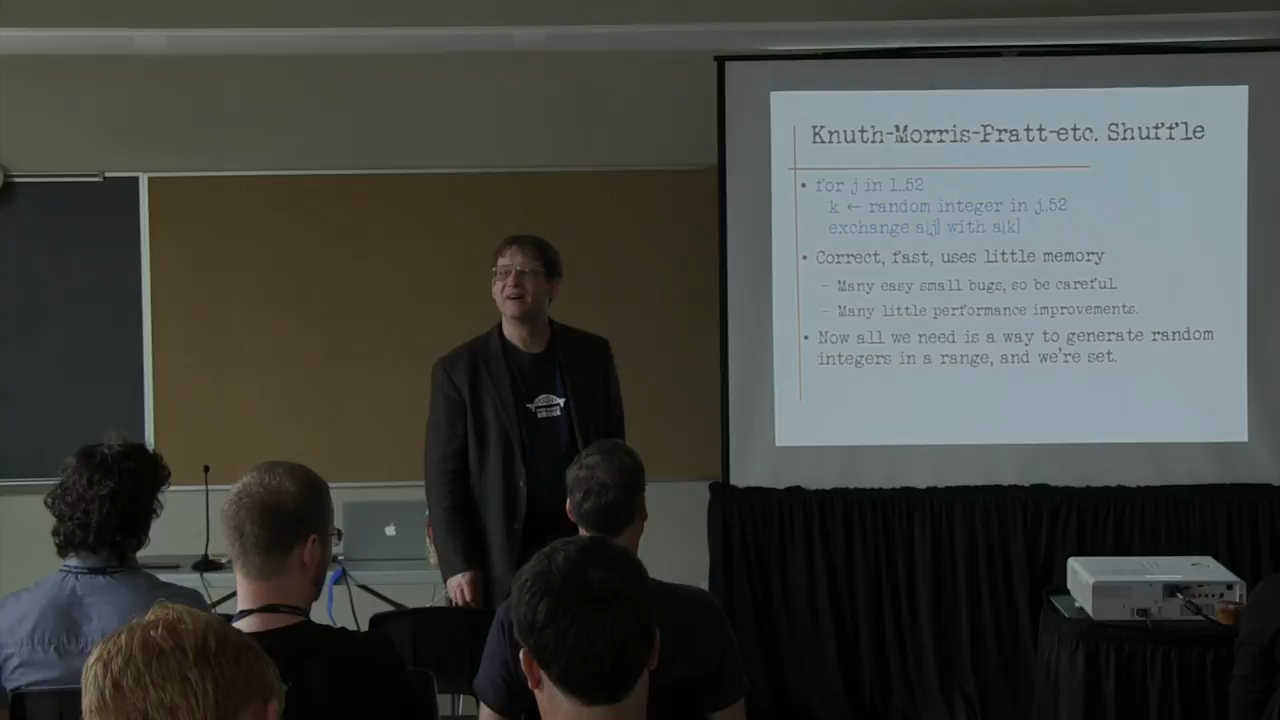 Knuth-Morris-Pratt-etc. Shuffle
• for j in 1..52
k ← random integer in j..52
exchange a[j] with a[k]
• Correct, fast, uses little memory
– Many easy small bugs, so be careful
– Many little performance improvements.
• Now all we need is a way to generate random
integers in a range, and we're set.